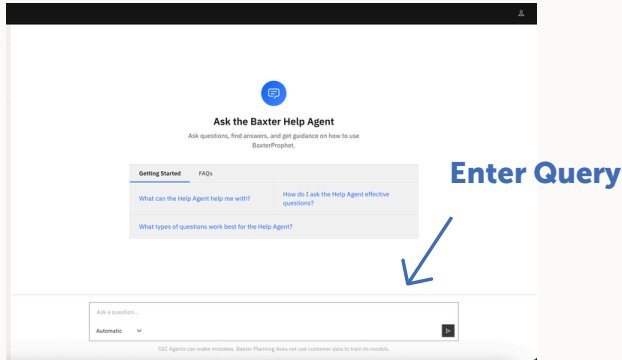 Ask the Baxter Help Agent
Ask questions, find answers, and get guidance on how to use
BaxterProphet.
Getting Started FAQs
What can the Help Agent help me with?
How do I ask the Help Agent effective
questions?
What types of questions work best for the Help Agent?
Enter Query
Ask a question...
Automatic
SSC Agents can make mistakes. Baxter Planning does not use customer data to train its models.